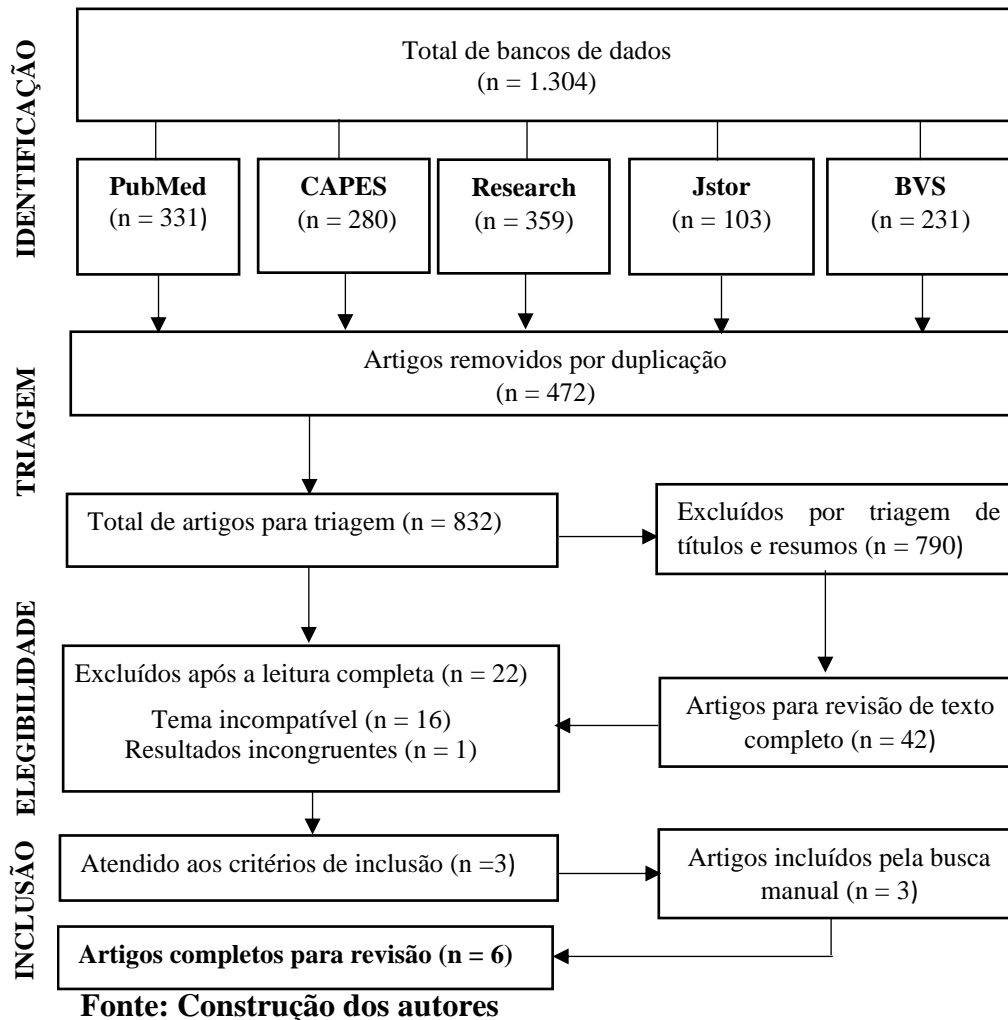 IDENTIFICAÇÃO
Total de bancos de dados
(n = 1.304)
PubMed
(n = 331)
CAPES
(n = 280)
Research
(n = 359)
Jstor
(n = 103)
BVS
(n = 231)
TRIAGEM
Artigos removidos por duplicação
(n = 472)
Total de artigos para triagem (n = 832)
Excluídos por triagem de
títulos e resumos (n = 790)
ELEGIBILIDADE
Excluídos após a leitura completa (n = 22)
Tema incompatível (n = 16)
Resultados incongruentes (n = 1)
Artigos para revisão de texto
completo (n = 42)
INCLUSÃO
Atendido aos critérios de inclusão (n =3)
Artigos incluídos pela busca
manual (n = 3)
Artigos completos para revisão (n = 6)
Fonte: Construção dos autores